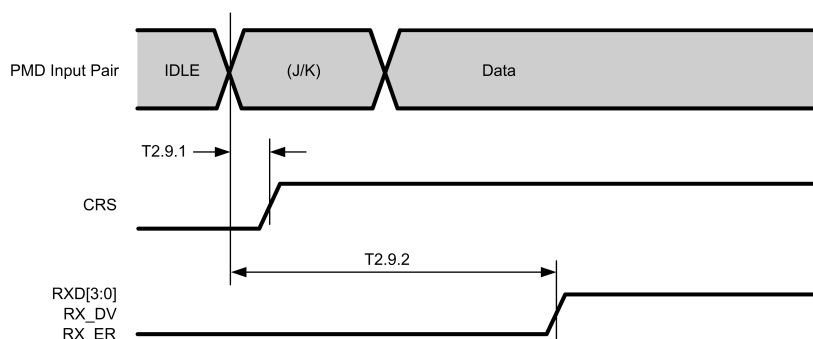 PMD Input Pair
IDLE
(J/K)
Data
T2.9.1
CRS
T2.9.2
RXD[3:0]
RX_DV
RX_ER